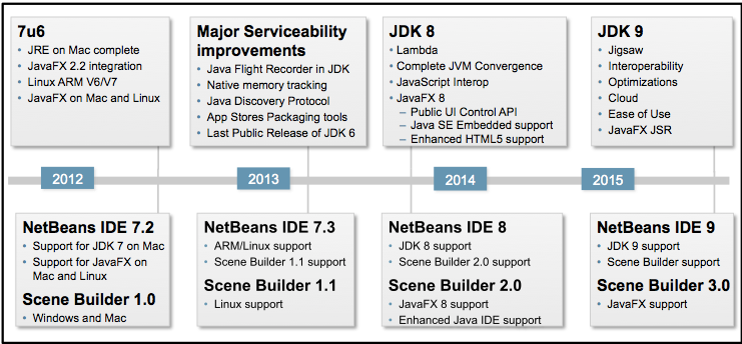 7u6
• JRE on Mac complete
• JavaFX 2.2 integration
• Linux ARM V6/V7
• JavaFX on Mac and Linux
Major Serviceability
improvements
• Java Flight Recorder in JDK
• Native memory tracking
• Java Discovery Protocol
• App Stores Packaging tools
• Last Public Release of JDK 6
JDK 8
• Lambda
• Complete JVM Convergence
• JavaScript Interop
• JavaFX 8
– Public UI Control API
– Java SE Embedded support
– Enhanced HTML5 support
JDK 9
• Jigsaw
• Interoperability
• Optimizations
• Cloud
• Ease of Use
• JavaFX JSR
2012
2013
2014
2015
NetBeans IDE 7.2
• Support for JDK 7 on Mac
• Support for JavaFX on
Mac and Linux
Scene Builder 1.0
• Windows and Mac
NetBeans IDE 7.3
• ARM/Linux support
• Scene Builder 1.1 support
Scene Builder 1.1
• Linux support
NetBeans IDE 8
• JDK 8 support
• Scene Builder 2.0 support
Scene Builder 2.0
• JavaFX 8 support
• Enhanced Java IDE support
NetBeans IDE 9
• JDK 9 support
• Scene Builder support
Scene Builder 3.0
• JavaFX support